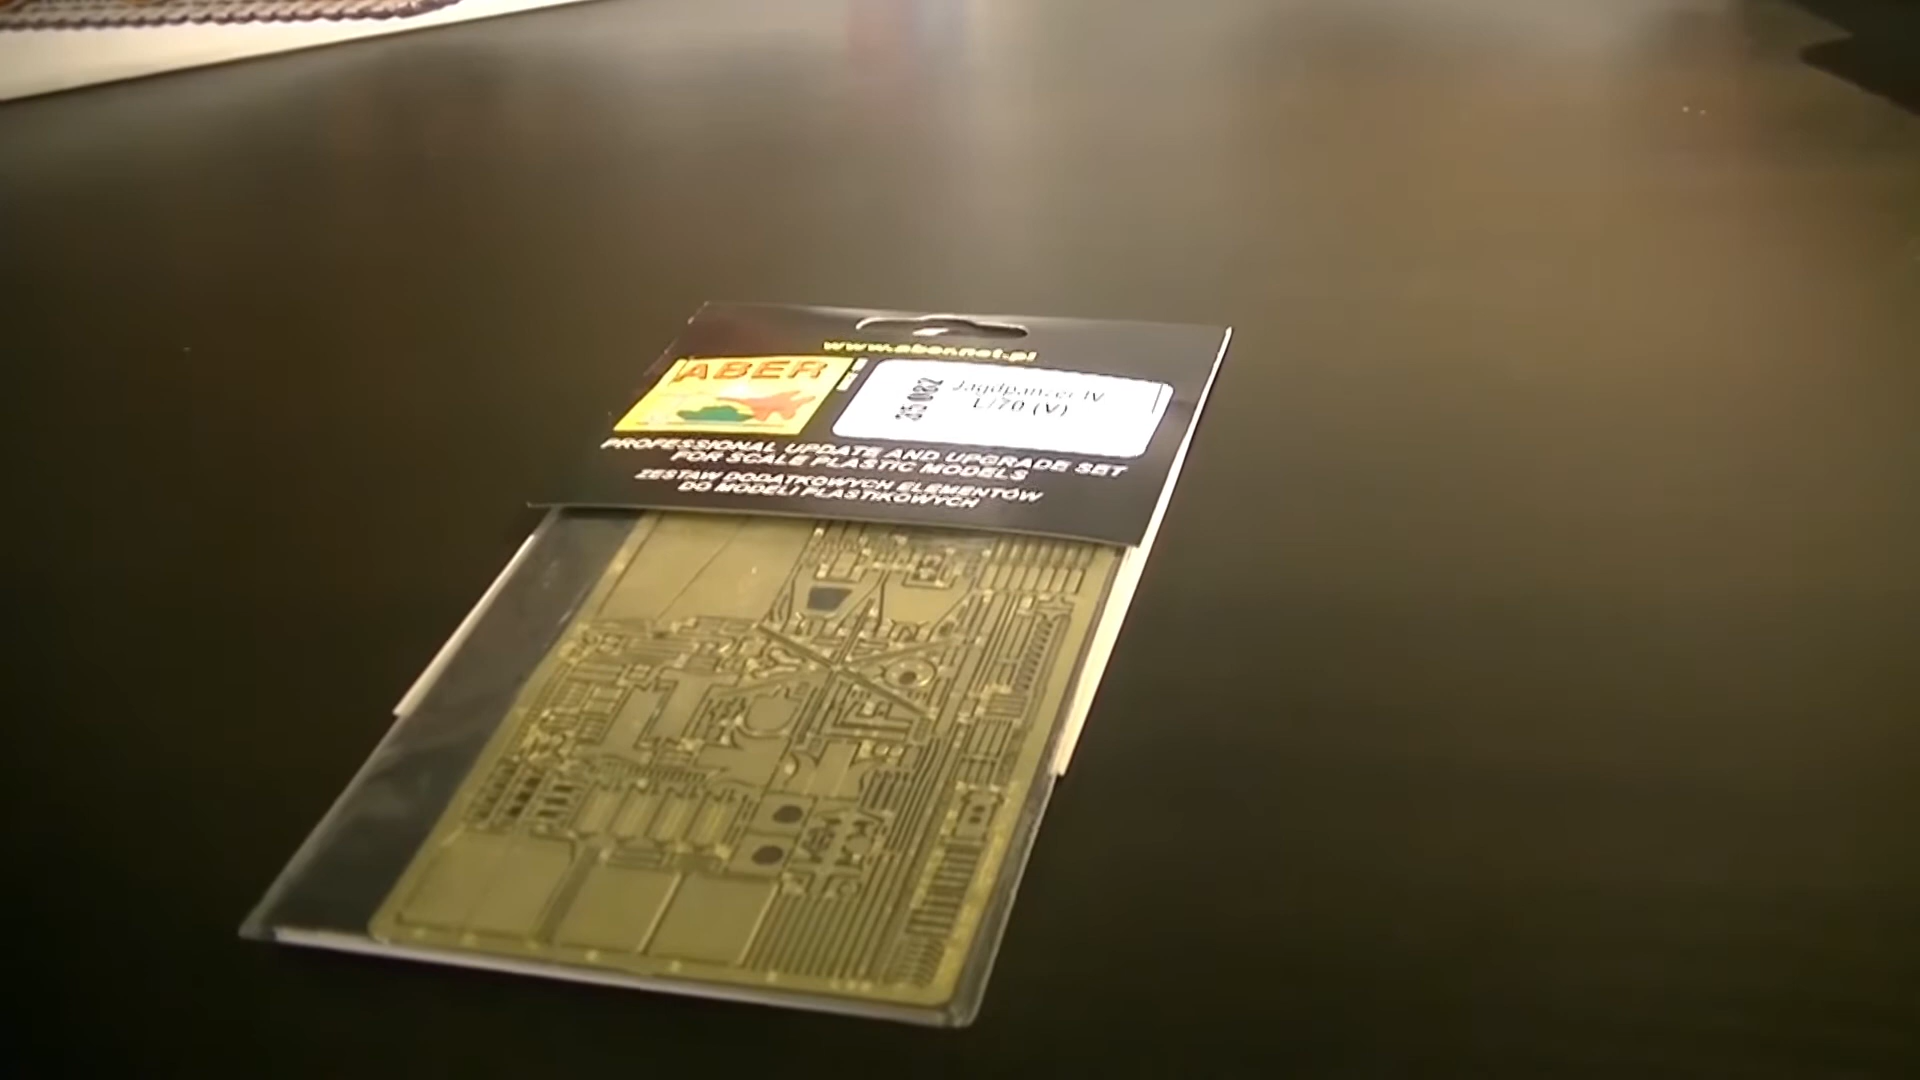 www.aber.net.pl
ABER
35 082
Jagdpanzer IV
L/70 (V)
PROFESSIONAL UPDATE AND UPGRADE SET
FOR SCALE PLASTIC MODELS
ZESTAW DODATKOWYCH ELEMENTÓW
DO MODELI PLASTIKOWYCH